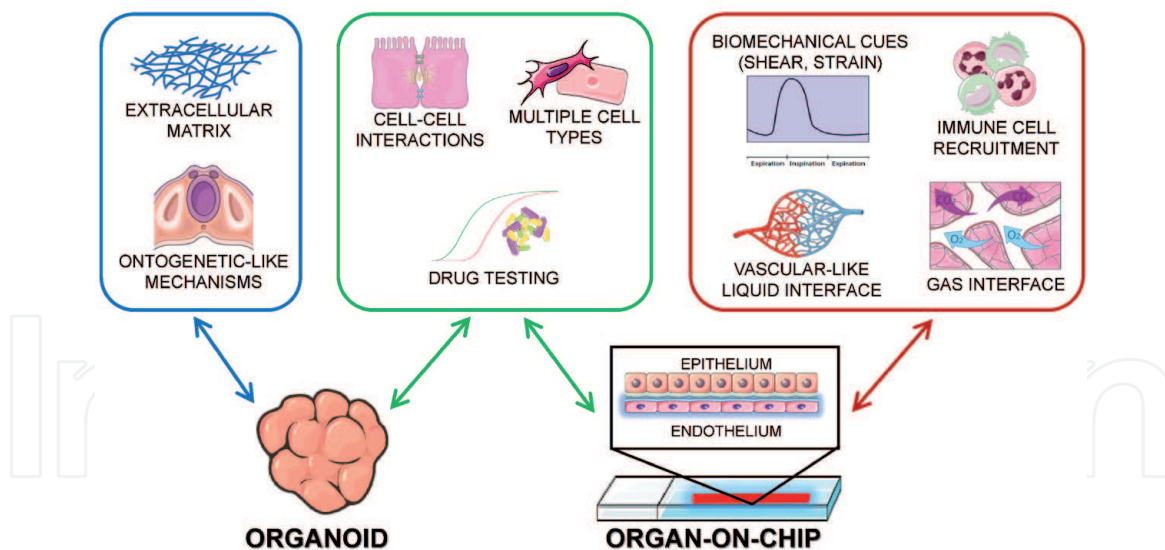 EXTRACELLULAR
MATRIX
ONTOGENETIC-LIKE
MECHANISMS
CELL-CELL
INTERACTIONS
MULTIPLE CELL
TYPES
DRUG TESTING
BIOMECHANICAL CUES
(SHEAR, STRAIN)
Expiration Inspiration Expiration
IMMUNE CELL
RECRUITMENT
VASCULAR-LIKE
LIQUID INTERFACE
CO₂ CO₂
O₂ O₂
GAS INTERFACE
EPITHELIUM
ENDOTHELIUM
ORGANOID
ORGAN-ON-CHIP